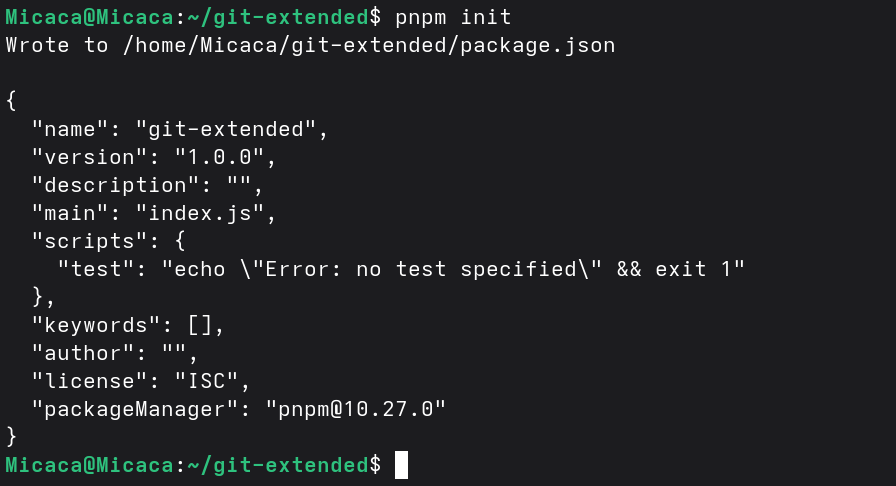 Micaca@Micaca:~/git-extended$ pnpm init
Wrote to /home/Micaca/git-extended/package.json

{
  "name": "git-extended",
  "version": "1.0.0",
  "description": "",
  "main": "index.js",
  "scripts": {
    "test": "echo \"Error: no test specified\" && exit 1"
  },
  "keywords": [],
  "author": "",
  "license": "ISC",
  "packageManager": "pnpm@10.27.0"
}
Micaca@Micaca:~/git-extended$